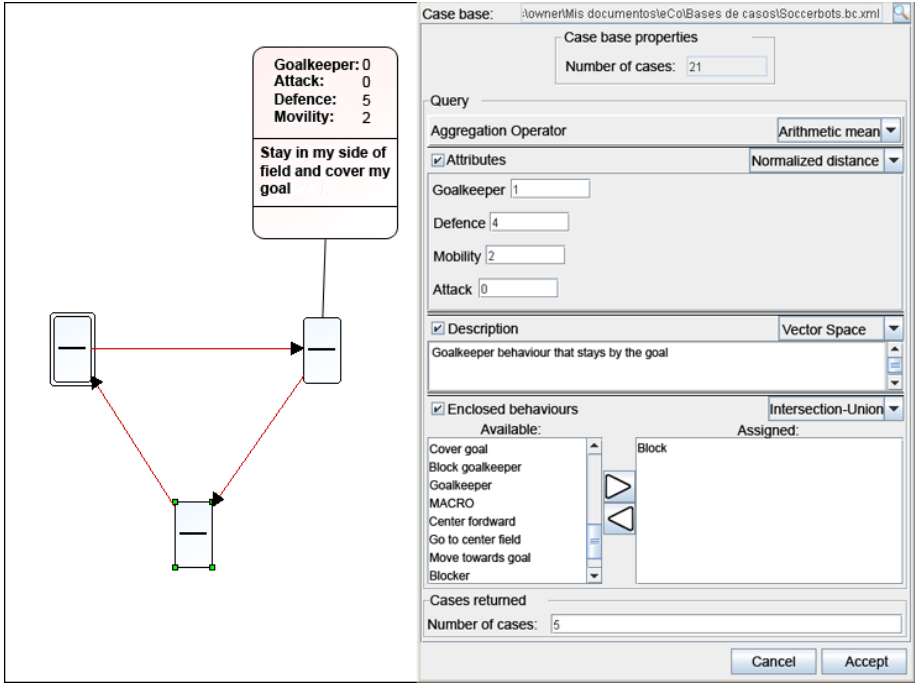 Goalkeeper: 0
Attack: 0
Defence: 5
Movility: 2
Stay in my side of
field and cover my
goal
Case base: :\owner\Mis documentos\eCo\Bases de casos\Soccerbots.bc.xml
Case base properties
Number of cases: 21
Query
Aggregation Operator Arithmetic mean
Attributes Normalized distance
Goalkeeper 1
Defence 4
Mobility 2
Attack 0
Description Vector Space
Goalkeeper behaviour that stays by the goal
Enclosed behaviours Intersection-Union
Available: Assigned:
Cover goal Block
Block goalkeeper
Goalkeeper
MACRO
Center fordward
Go to center field
Move towards goal
Blocker
Cases returned
Number of cases: 5
Cancel Accept